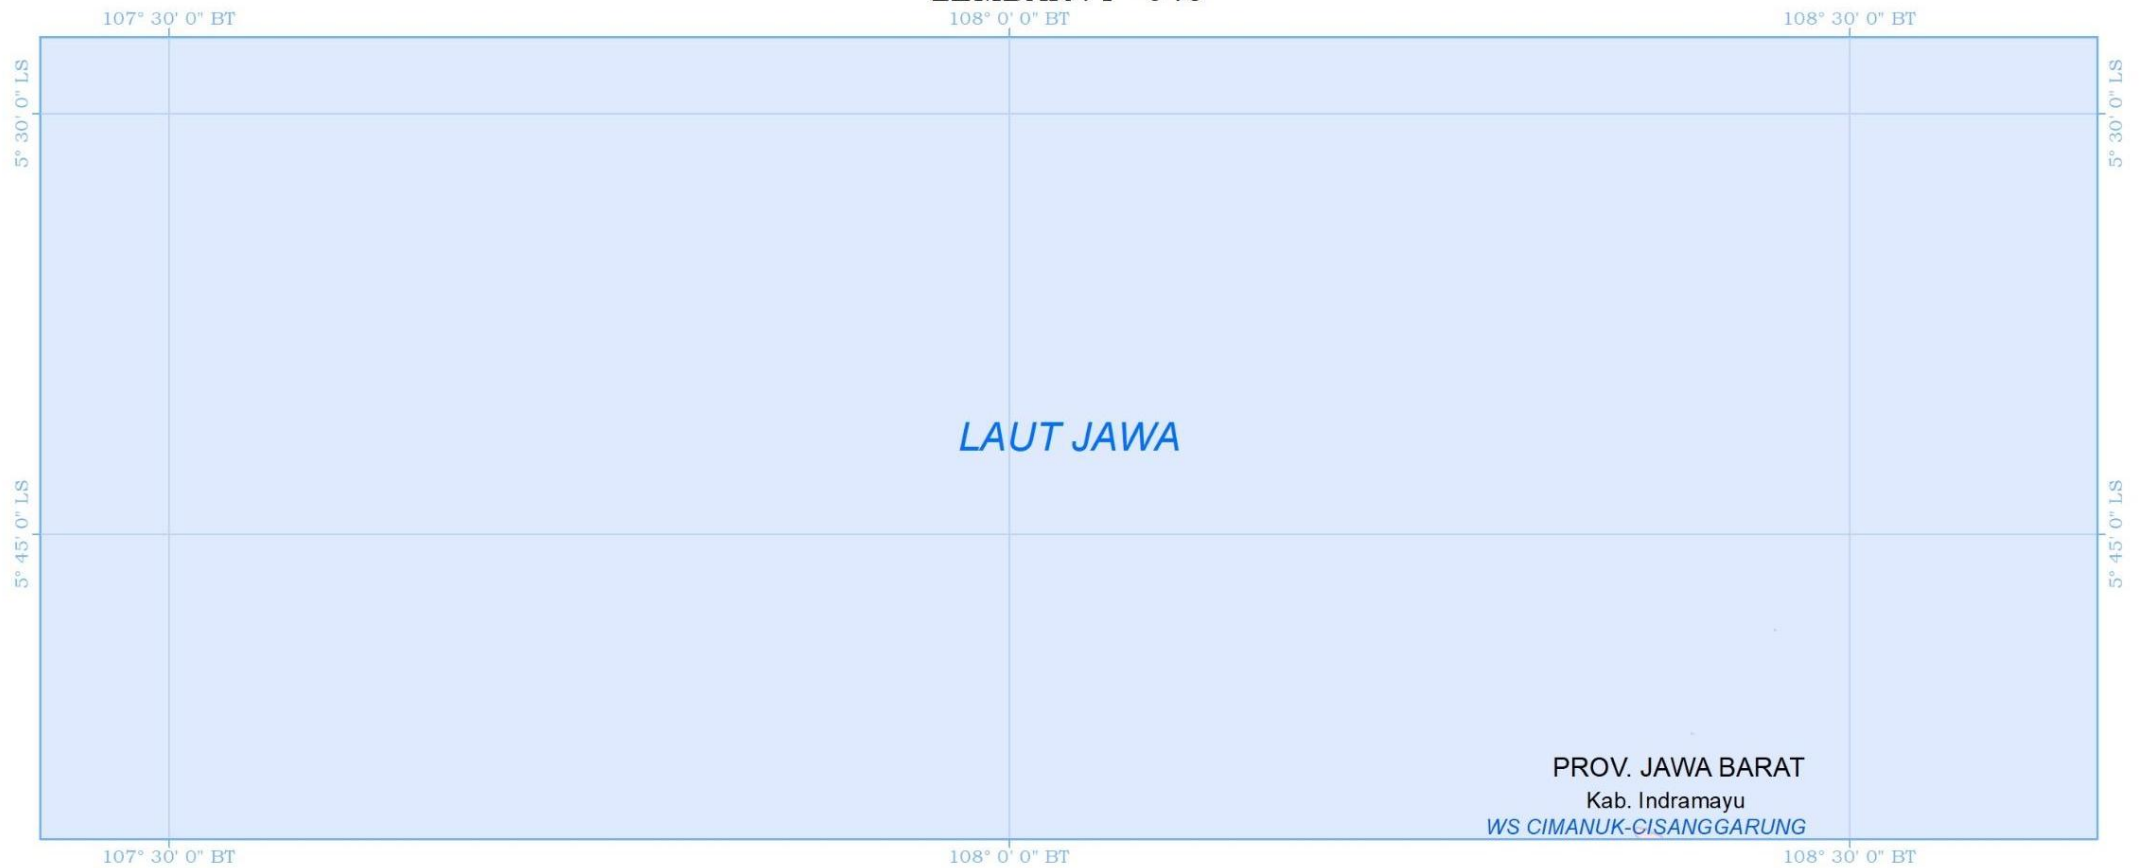 107° 30' 0" BT
108° 0' 0" BT
108° 30' 0" BT
5° 30' 0" LS
5° 30' 0" LS
LAUT JAWA
5° 45' 0" LS
5° 45' 0" LS
PROV. JAWA BARAT
Kab. Indramayu
WS CIMANUK-CISANGGARUNG
107° 30' 0" BT
108° 0' 0" BT
108° 30' 0" BT